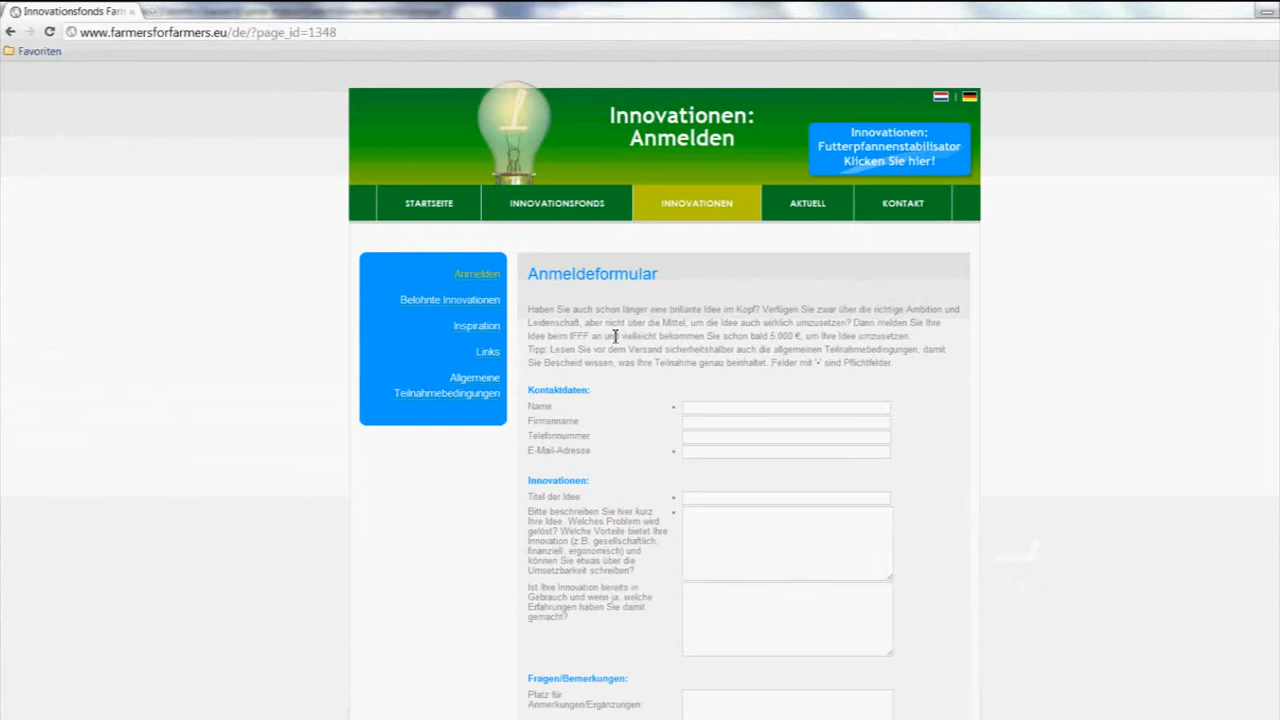 Innovationsfonds Farm
www.farmersforfarmers.eu/de/?page_id=1348
Favoriten
Innovationen:
Anmelden
Innovationen:
Futterpfannenstabilisator
Klicken Sie hier!
STARTSEITE
INNOVATIONSFONDS
INNOVATIONEN
AKTUELL
KONTAKT
Anmelden
Belohnte Innovationen
Inspiration
Links
Allgemeine
Teilnahmebedingungen
Anmeldeformular
Haben Sie auch schon länger eine brillante Idee im Kopf? Verfügen Sie zwar über die richtige Ambition und
Leidenschaft, aber nicht über die Mittel, um die Idee auch wirklich umzusetzen? Dann melden Sie Ihre
Idee beim IFFF an und vielleicht bekommen Sie schon bald 5.000 €, um Ihre Idee umzusetzen.
Tipp: Lesen Sie vor dem Versand sicherheitshalber auch die allgemeinen Teilnahmebedingungen, damit
Sie Bescheid wissen, was Ihre Teilnahme genau beinhaltet. Felder mit '•' sind Pflichtfelder.
Kontaktdaten:
Name •
Firmenname
Telefonnummer
E-Mail-Adresse •
Innovationen:
Titel der Idee •
Bitte beschreiben Sie hier kurz •
Ihre Idee. Welches Problem wird
gelöst? Welche Vorteile bietet Ihre
Innovation (z.B. gesellschaftlich,
finanziell, ergonomisch) und
können Sie etwas über die
Umsetzbarkeit schreiben?
Ist Ihre Innovation bereits in
Gebrauch und wenn ja, welche
Erfahrungen haben Sie damit
gemacht?
Fragen/Bemerkungen:
Platz für
Anmerkungen/Ergänzungen: